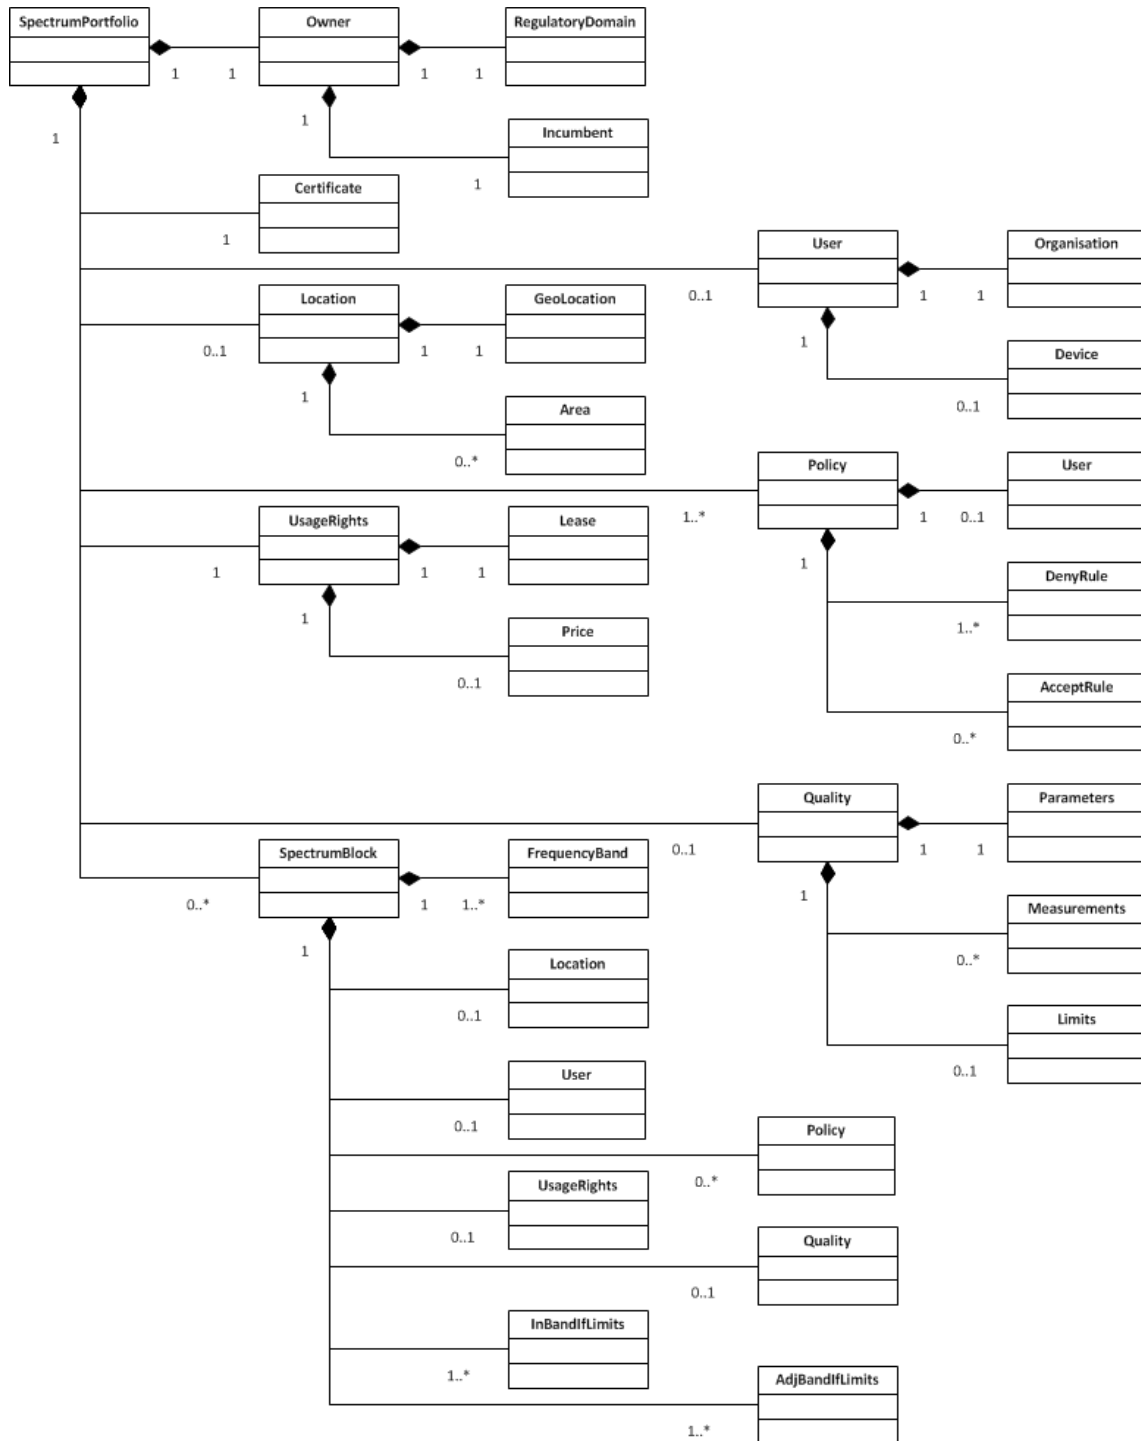 SpectrumPortfolio
Owner
RegulatoryDomain
1 1
1 1
1
1
Incumbent
1
Certificate
1
User
Organisation
0..1
1 1
Location
GeoLocation
0..1
1 1
1
Device
0..1
1
Area
0..*
Policy
User
1..*
1 0..1
UsageRights
Lease
1
1 1
1
DenyRule
1..*
1
Price
0..1
AcceptRule
0..*
Quality
Parameters
0..1
1 1
SpectrumBlock
FrequencyBand
0..*
1 1..*
1
Measurements
0..*
1
Location
0..1
Limits
0..1
User
0..1
Policy
0..*
UsageRights
0..1
Quality
0..1
InBandIfLimits
1..*
AdjBandIfLimits
1..*